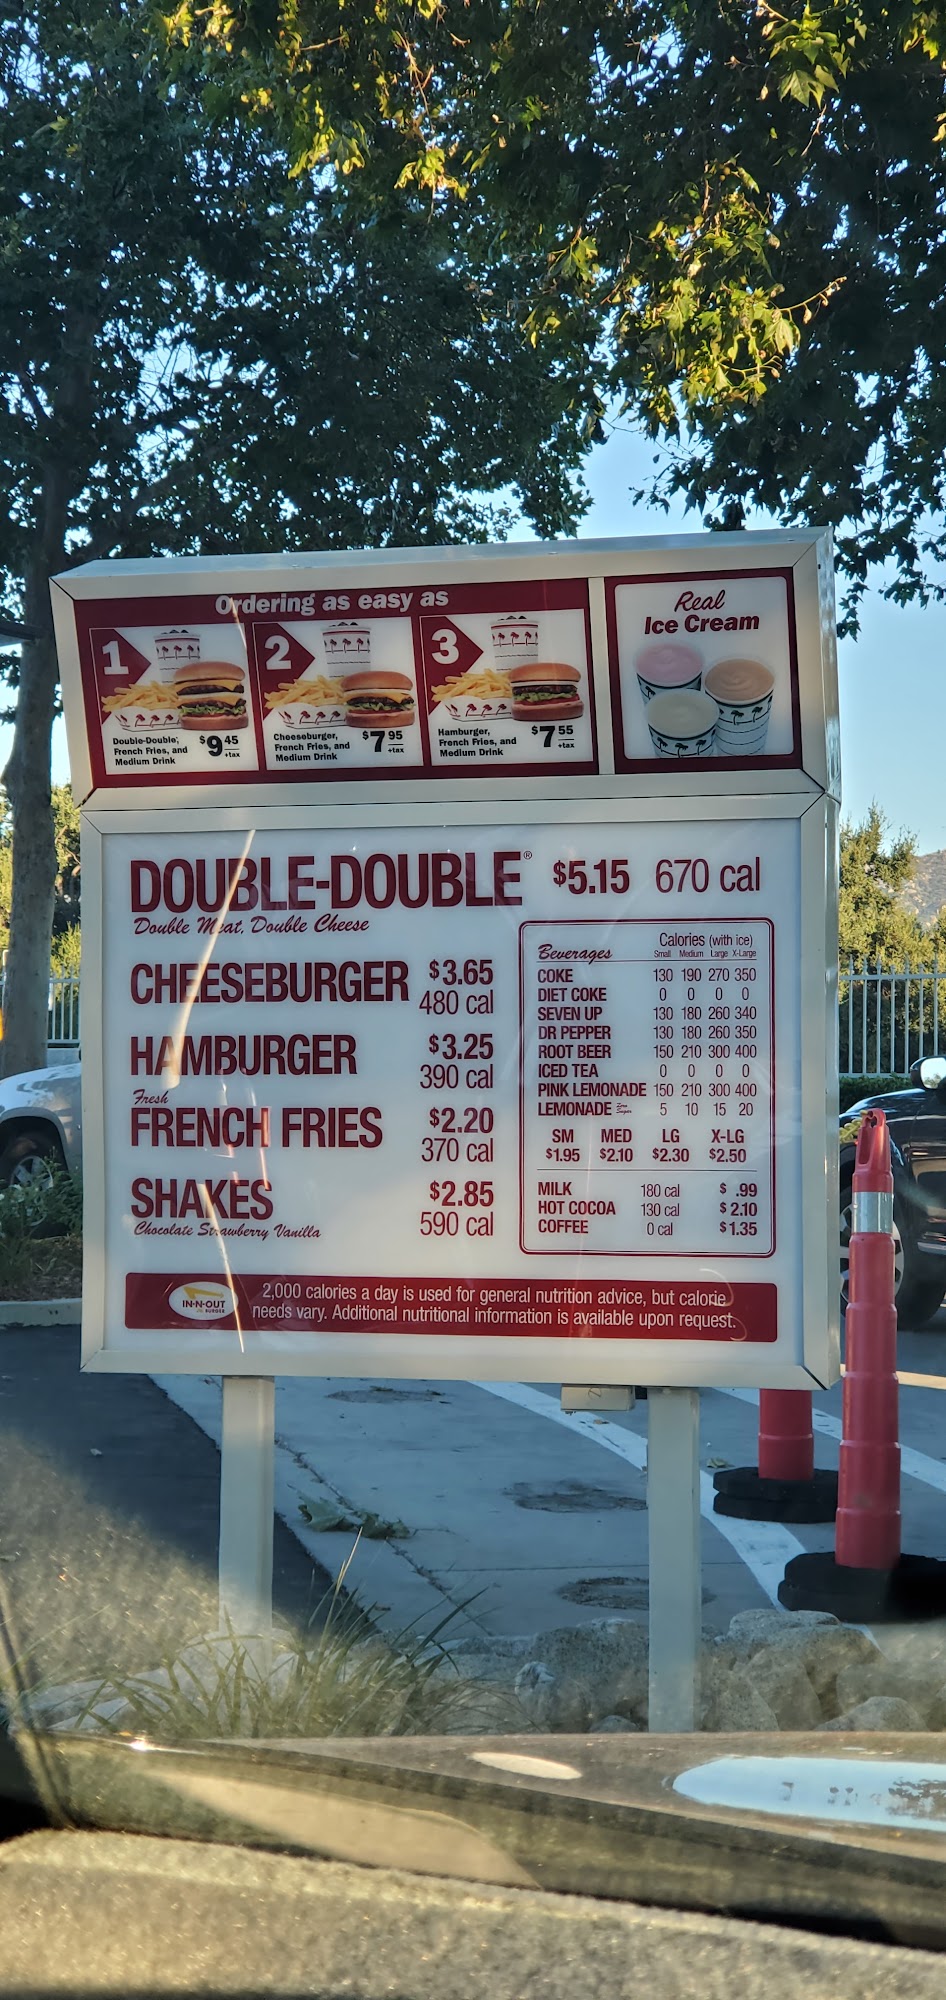 Ordering as easy as
1
Double-Double,
French Fries, and
Medium Drink
$9 45
+tax
2
Cheeseburger,
French Fries, and
Medium Drink
$7 95
+tax
3
Hamburger,
French Fries, and
Medium Drink
$7 55
+tax
Real
Ice Cream
DOUBLE-DOUBLE® $5.15 670 cal
Double Meat, Double Cheese
CHEESEBURGER $3.65
480 cal
HAMBURGER $3.25
390 cal
Fresh
FRENCH FRIES $2.20
370 cal
SHAKES $2.85
Chocolate Strawberry Vanilla 590 cal
Beverages Calories (with ice)
Small Medium Large X-Large
COKE 130 190 270 350
DIET COKE 0 0 0 0
SEVEN UP 130 180 260 340
DR PEPPER 130 180 260 350
ROOT BEER 150 210 300 400
ICED TEA 0 0 0 0
PINK LEMONADE 150 210 300 400
LEMONADE Zero Sugar 5 10 15 20
SM MED LG X-LG
$1.95 $2.10 $2.30 $2.50
MILK 180 cal $ .99
HOT COCOA 130 cal $ 2.10
COFFEE 0 cal $1.35
IN-N-OUT
BURGER
2,000 calories a day is used for general nutrition advice, but calorie
needs vary. Additional nutritional information is available upon request.